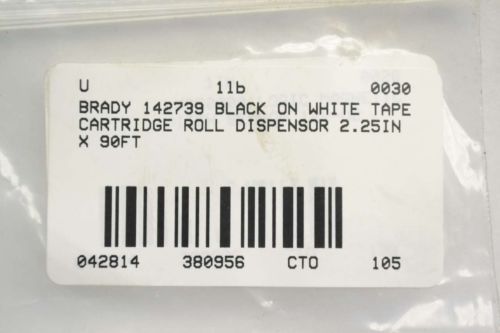 U 1lb 0030
BRADY 142739 BLACK ON WHITE TAPE
CARTRIDGE ROLL DISPENSOR 2.25IN
X 90FT
042814 380956 CTO 105